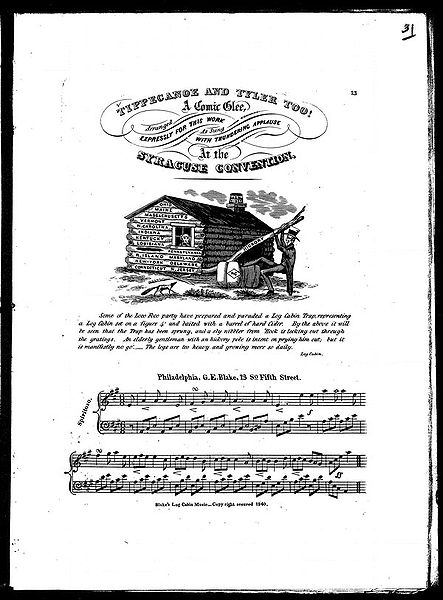 31
13
TIPPECANOE AND TYLER TOO!
A Comic Glee,
Arranged
EXPRESSLY FOR THIS WORK
As Sung
WITH THUNDERING APPLAUSE
At the
SYRACUSE CONVENTION.
OHIO
MAINE
MASSACHUSETTS
VERMONT
N. CAROLINA
INDIANA
KENTUCKY
LOUISIANA
PENNSYLVANIA
R. ISLAND MARYLAND
NEW-YORK DELAWARE
CONNECTICUT N. JERSEY
HICKORY
Some of the Loco Foco party have prepared and paraded a Log Cabin Trap, representing
a Log Cabin set on a figure 4' and baited with a barrel of hard Cider. By the above it will
be seen that the Trap has been sprung, and a sly nibbler from 'Kock is looking out through
the gratings. An elderly gentleman with an hickory pole is intent on prying him out; but it
is manifestly no go'.__ The logs are too heavy and growing more so daily.
Log Cabin.
Philadelphia, G. E. Blake, 13 So. Fifth Street.
Spiritoso.
Blake's Log Cabin Music__Copy right secured 1840.